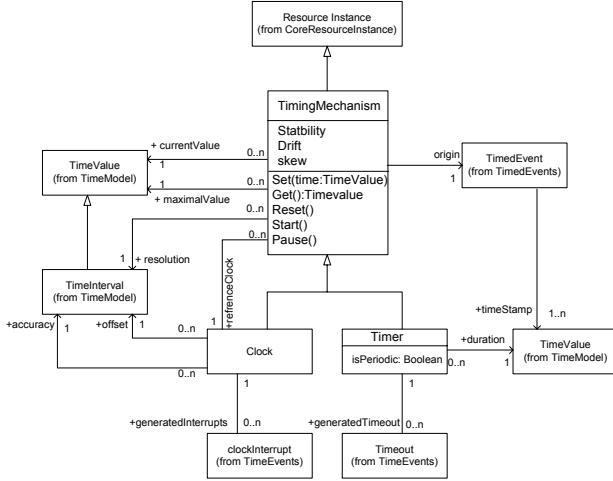 Resource Instance
(from CoreResourceInstance)
TimingMechanism
Statbility
Drift
skew
Set(time:TimeValue)
Get():Timevalue
Reset()
Start()
Pause()
+ currentValue
0..n
1
TimeValue
(from TimeModel)
1
0..n
+ maximalValue
0..n
1
+ resolution
0..n
origin
1
TimedEvent
(from TimedEvents)
TimeInterval
(from TimeModel)
+refrenceClock
1
+accuracy
1
+offset
1
0..n
0..n
Clock
Timer
isPeriodic: Boolean
+timeStamp
1..n
+duration
0..n
1
TimeValue
(from TimeModel)
1
+generatedInterrupts
0..n
1
+generatedTimeout
0..n
clockInterrupt
(from TimeEvents)
Timeout
(from TimeEvents)